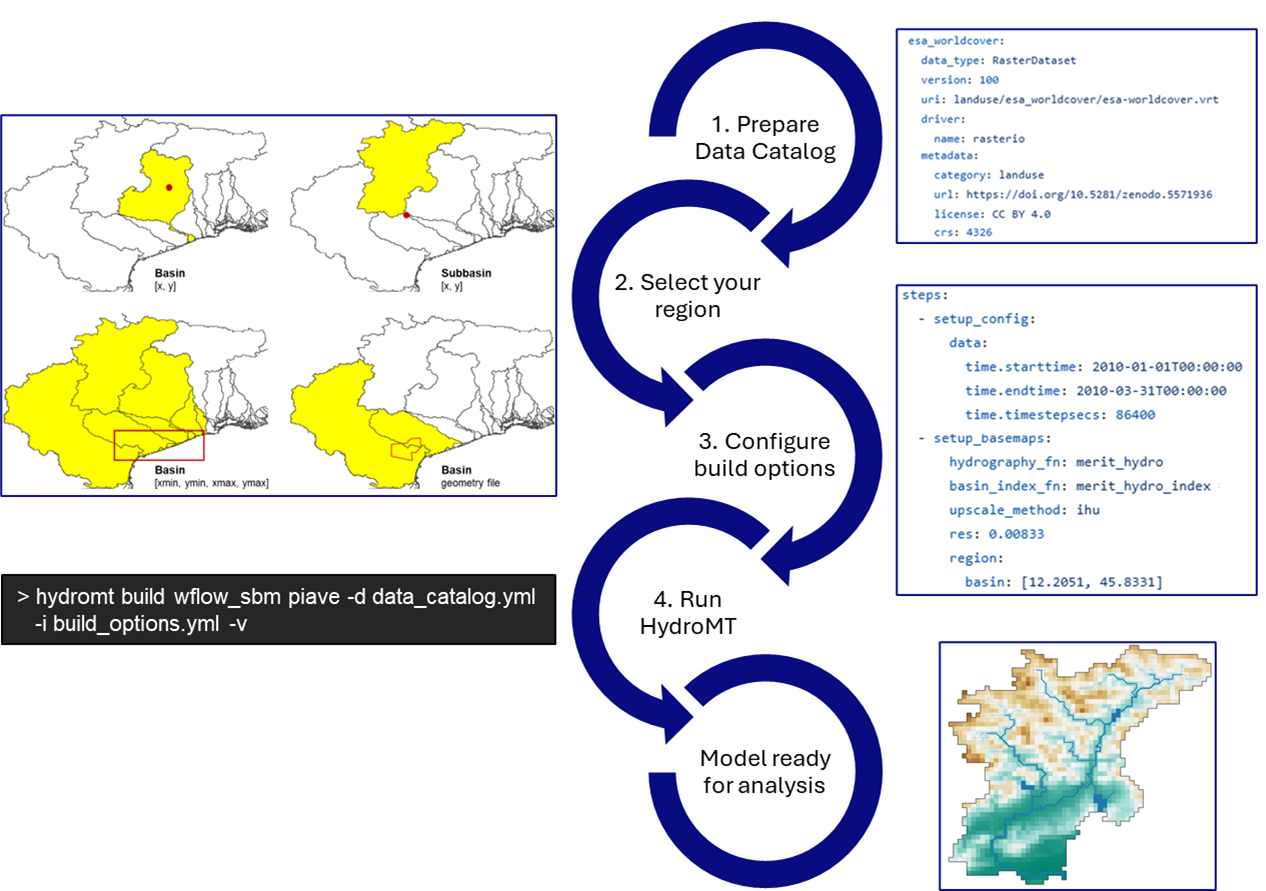 1. Prepare
Data Catalog
esa_worldcover:
data_type: RasterDataset
version: 100
uri: landuse/esa_worldcover/esa-worldcover.vrt
driver:
name: rasterio
metadata:
category: landuse
url: https://doi.org/10.5281/zenodo.5571936
license: CC BY 4.0
crs: 4326
2. Select your
region
Basin
[x, y]
Subbasin
[x, y]
Basin
[xmin, ymin, xmax, ymax]
Basin
geometry file
3. Configure
build options
steps:
- setup_config:
data:
time.starttime: 2010-01-01T00:00:00
time.endtime: 2010-03-31T00:00:00
time.timestepsecs: 86400
- setup_basemaps:
hydrography_fn: merit_hydro
basin_index_fn: merit_hydro_index
upscale_method: ihu
res: 0.00833
region:
basin: [12.2051, 45.8331]
4. Run
HydroMT
> hydromt build wflow_sbm piave -d data_catalog.yml
-i build_options.yml -v
Model ready
for analysis